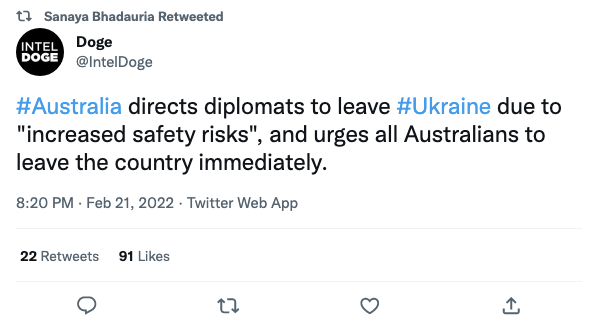 Sanaya Bhadauria Retweeted
INTEL
DOGE
Doge
@IntelDoge
#Australia directs diplomats to leave #Ukraine due to
"increased safety risks", and urges all Australians to
leave the country immediately.
8:20 PM · Feb 21, 2022 · Twitter Web App
22 Retweets 91 Likes